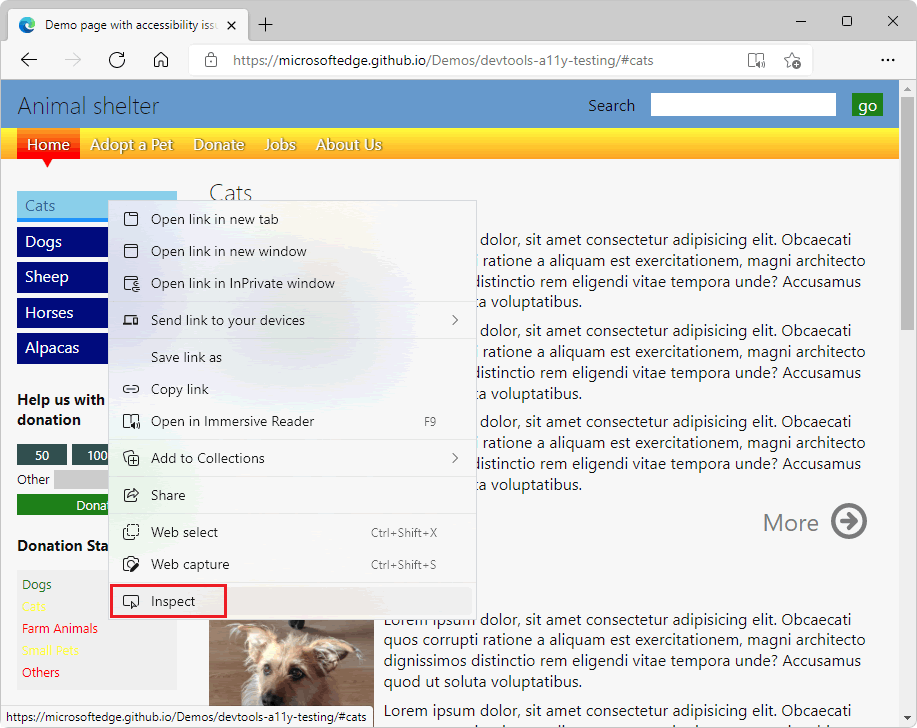 Demo page with accessibility issu
https://microsoftedge.github.io/Demos/devtools-a11y-testing/#cats
Animal shelter
Search
go
Home Adopt a Pet Donate Jobs About Us
Cats
Dogs
Sheep
Horses
Alpacas
Help us with
donation
50 100
Other
Donat
Donation Sta
Dogs
Cats
Farm Animals
Small Pets
Others
Open link in new tab
Open link in new window
Open link in InPrivate window
Send link to your devices
Save link as
Copy link
Open in Immersive Reader F9
Add to Collections
Share
Web select Ctrl+Shift+X
Web capture Ctrl+Shift+S
Inspect
Cats
dolor, sit amet consectetur adipisicing elit. Obcaecati
ratione a aliquam est exercitationem, magni architecto
distinctio rem eligendi vitae tempora unde? Accusamus
ta voluptatibus.
dolor, sit amet consectetur adipisicing elit. Obcaecati
ratione a aliquam est exercitationem, magni architecto
distinctio rem eligendi vitae tempora unde? Accusamus
ta voluptatibus.
dolor, sit amet consectetur adipisicing elit. Obcaecati
ratione a aliquam est exercitationem, magni architecto
distinctio rem eligendi vitae tempora unde? Accusamus
ta voluptatibus.
More
Lorem ipsum dolor, sit amet consectetur adipisicing elit. Obcaecati
quos corrupti ratione a aliquam est exercitationem, magni architecto
dignissimos distinctio rem eligendi vitae tempora unde? Accusamus
quod ut soluta voluptatibus.
Lorem ipsum dolor, sit amet consectetur adipisicing elit. Obcaecati
https://microsoftedge.github.io/Demos/devtools-a11y-testing/#cats